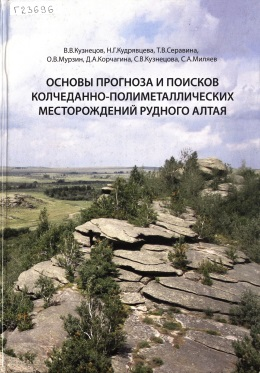 Г23696
В.В.Кузнецов, Н.Г.Кудрявцева, Т.В.Серавина,
О.В.Мурзин, Д.А.Корчагина, С.В.Кузнецова, С.А.Миляев
ОСНОВЫ ПРОГНОЗА И ПОИСКОВ
КОЛЧЕДАННО-ПОЛИМЕТАЛЛИЧЕСКИХ
МЕСТОРОЖДЕНИЙ РУДНОГО АЛТАЯ